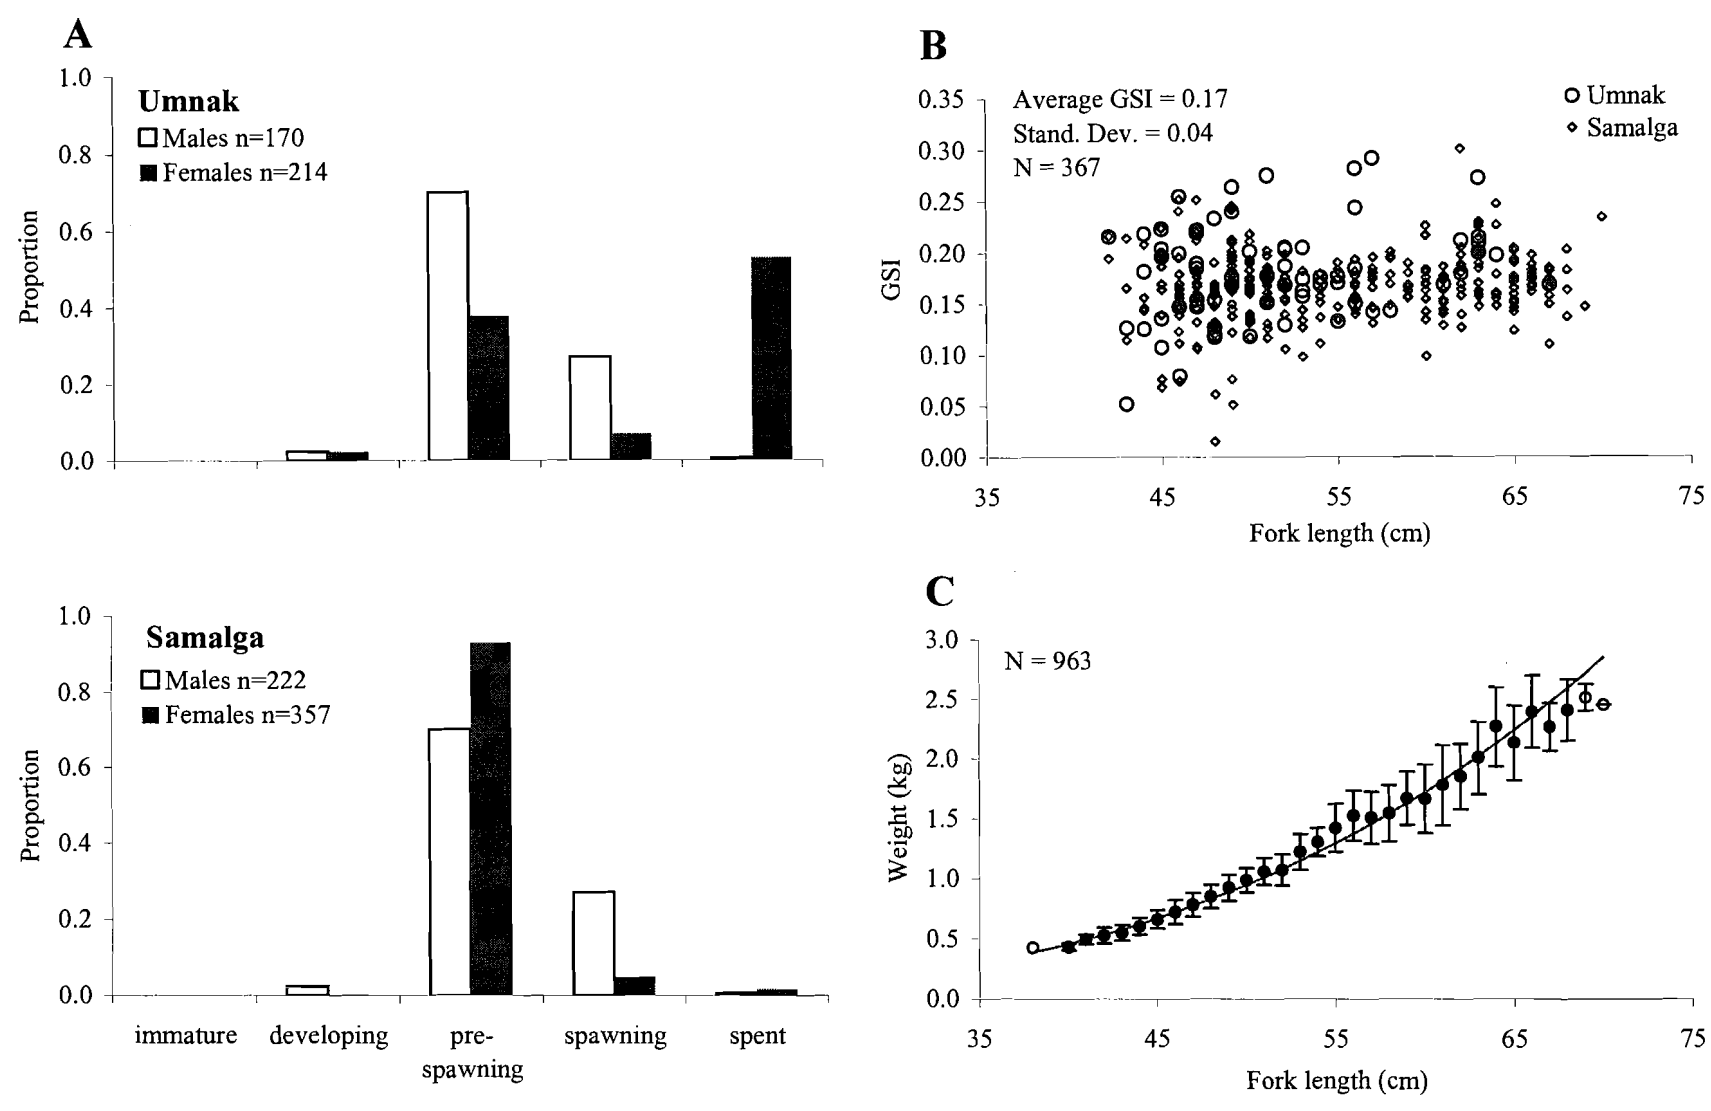 A
1.0
0.8
0.6
0.4
0.2
0.0
Proportion
Umnak
Males n=170
Females n=214
1.0
0.8
0.6
0.4
0.2
0.0
Proportion
Samalga
Males n=222
Females n=357
immature developing pre-spawning spawning spent
B
0.35
0.30
0.25
0.20
0.15
0.10
0.05
0.00
GSI
Average GSI = 0.17
Stand. Dev. = 0.04
N = 367
Umnak
Samalga
35 45 55 65 75
Fork length (cm)
C
3.0
2.5
2.0
1.5
1.0
0.5
0.0
Weight (kg)
N = 963
35 45 55 65 75
Fork length (cm)